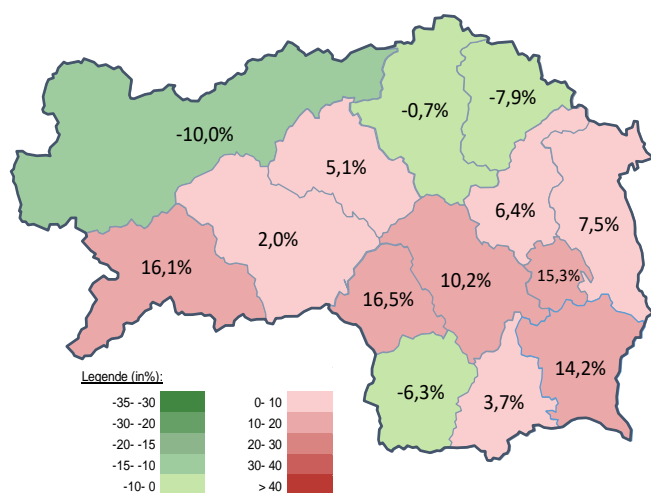 -0,7%
-7,9%
-10,0%
5,1%
6,4%
7,5%
2,0%
16,1%
10,2%
15,3%
16,5%
14,2%
-6,3%
3,7%
Legende (in%):
-35- -30 0- 10
-30- -20 10- 20
-20- -15 20- 30
-15- -10 30- 40
-10- 0 > 40